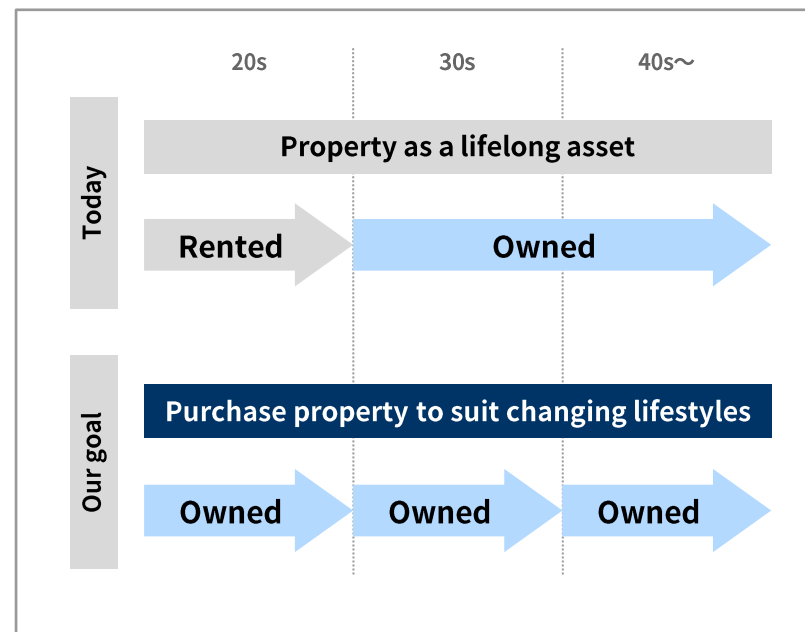 20s
30s
40s～
Today
Property as a lifelong asset
Rented
Owned
Our goal
Purchase property to suit changing lifestyles
Owned
Owned
Owned